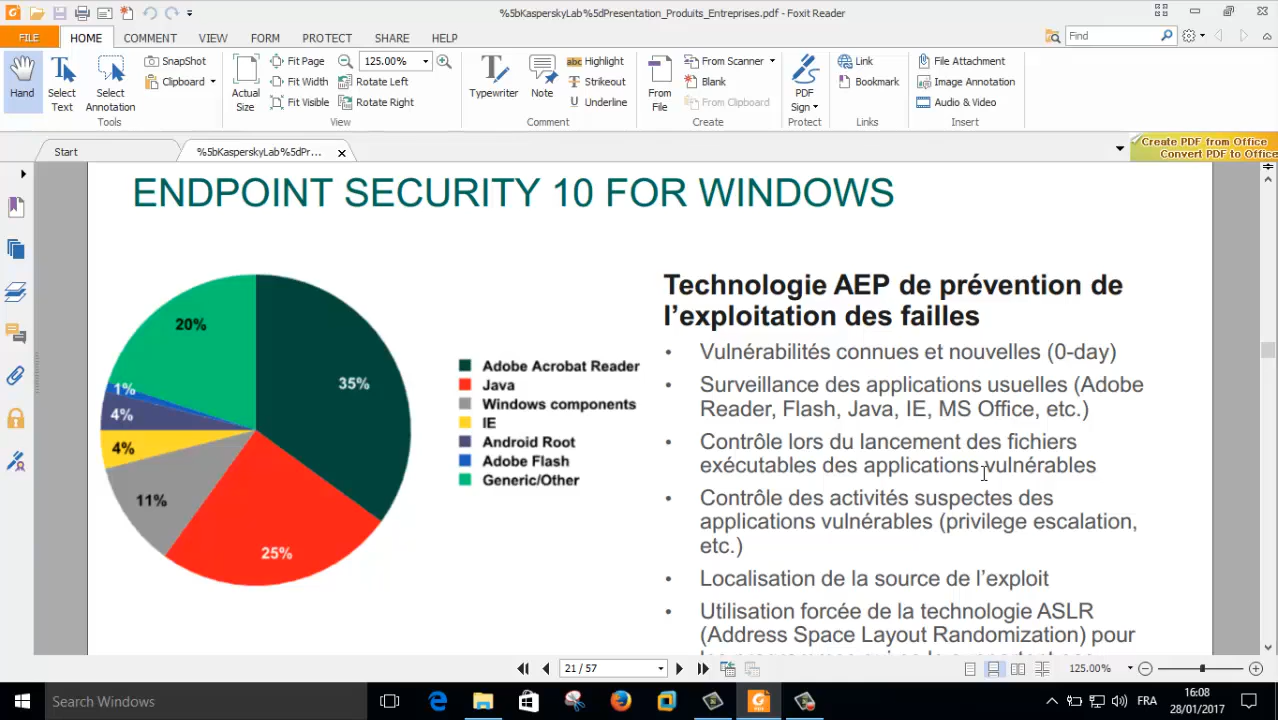 %5bKasperskyLab%5dPresentation_Produits_Entreprises.pdf - Foxit Reader
FILE HOME COMMENT VIEW FORM PROTECT SHARE HELP Find
Hand
Select Text
Select Annotation
SnapShot
Clipboard
Tools
Actual Size
Fit Page
Fit Width
Fit Visible
125.00%
Rotate Left
Rotate Right
View
Typewriter
Note
Highlight
Strikeout
Underline
Comment
From File
From Scanner
Blank
From Clipboard
Create
PDF Sign
Protect
Link
Bookmark
Links
File Attachment
Image Annotation
Audio & Video
Insert
Start
%5bKasperskyLab%5dPr...
Create PDF from Office
Convert PDF to Office
ENDPOINT SECURITY 10 FOR WINDOWS
20%
35%
1%
4%
4%
11%
25%
Adobe Acrobat Reader
Java
Windows components
IE
Android Root
Adobe Flash
Generic/Other
Technologie AEP de prévention de
l'exploitation des failles
• Vulnérabilités connues et nouvelles (0-day)
• Surveillance des applications usuelles (Adobe
Reader, Flash, Java, IE, MS Office, etc.)
• Contrôle lors du lancement des fichiers
exécutables des applications vulnérables
• Contrôle des activités suspectes des
applications vulnérables (privilege escalation,
etc.)
• Localisation de la source de l'exploit
• Utilisation forcée de la technologie ASLR
(Address Space Layout Randomization) pour
21 / 57
125.00%
Search Windows
FRA
16:08
28/01/2017